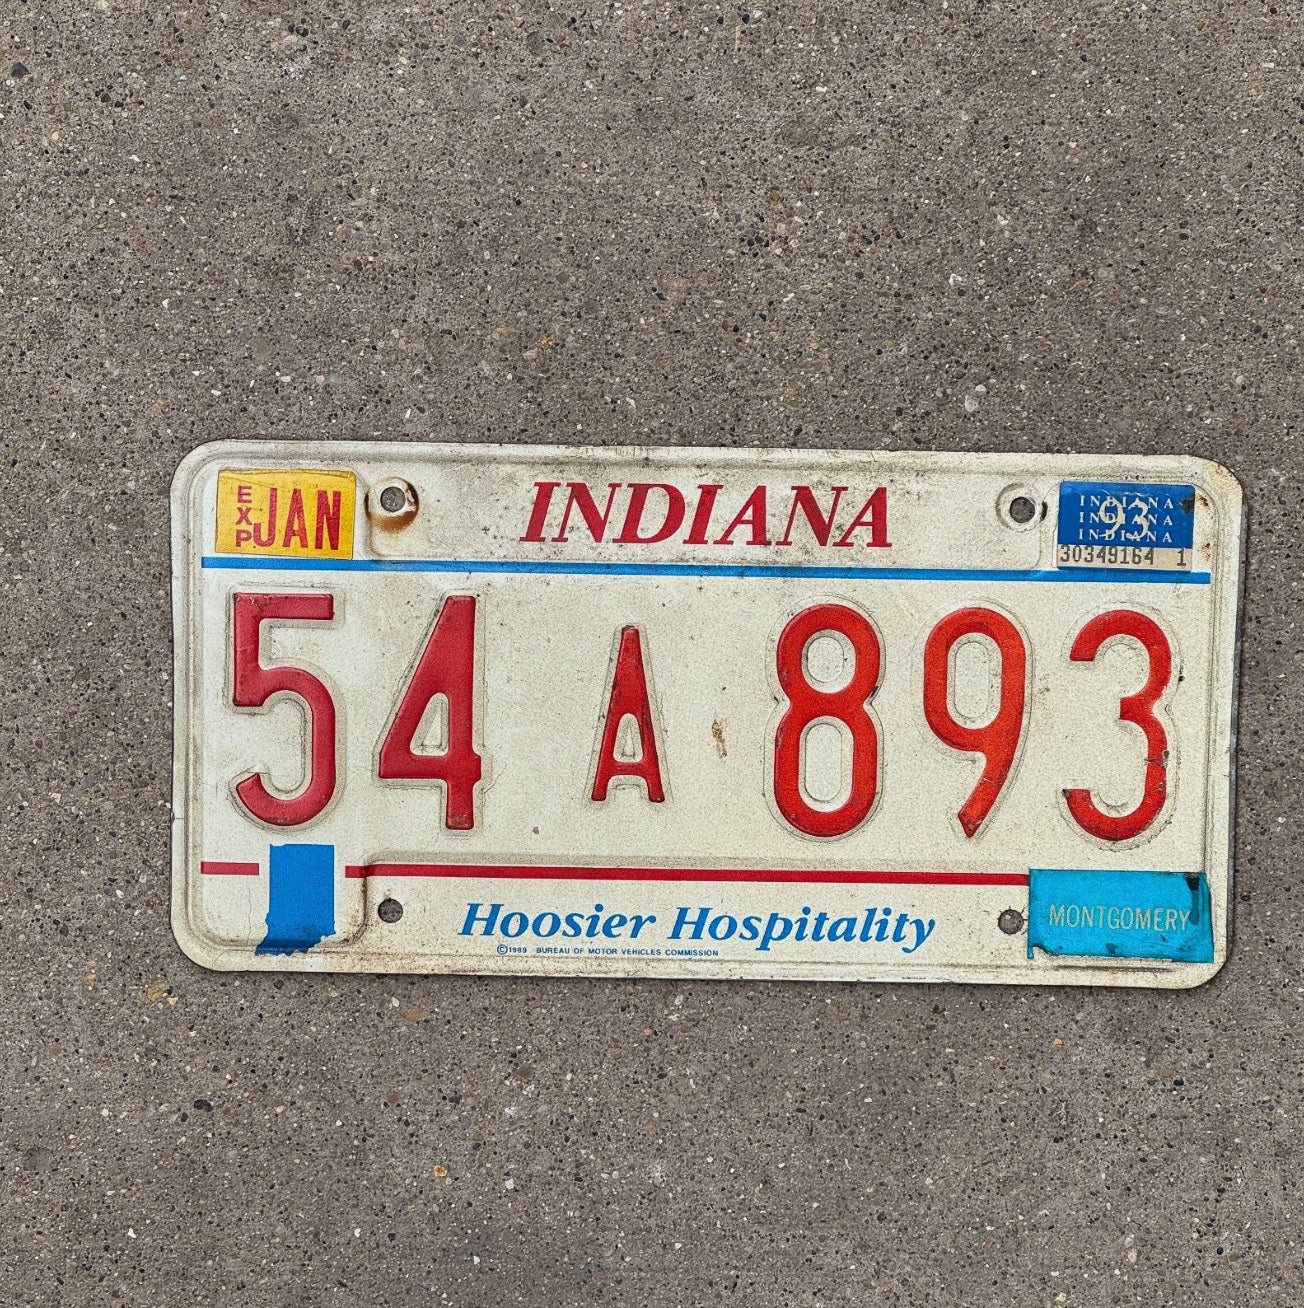 EXP JAN
INDIANA
INDIANA
INDIANA
INDIANA
93
30349164 1
54 A 893
Hoosier Hospitality
MONTGOMERY
©1989 BUREAU OF MOTOR VEHICLES COMMISSION